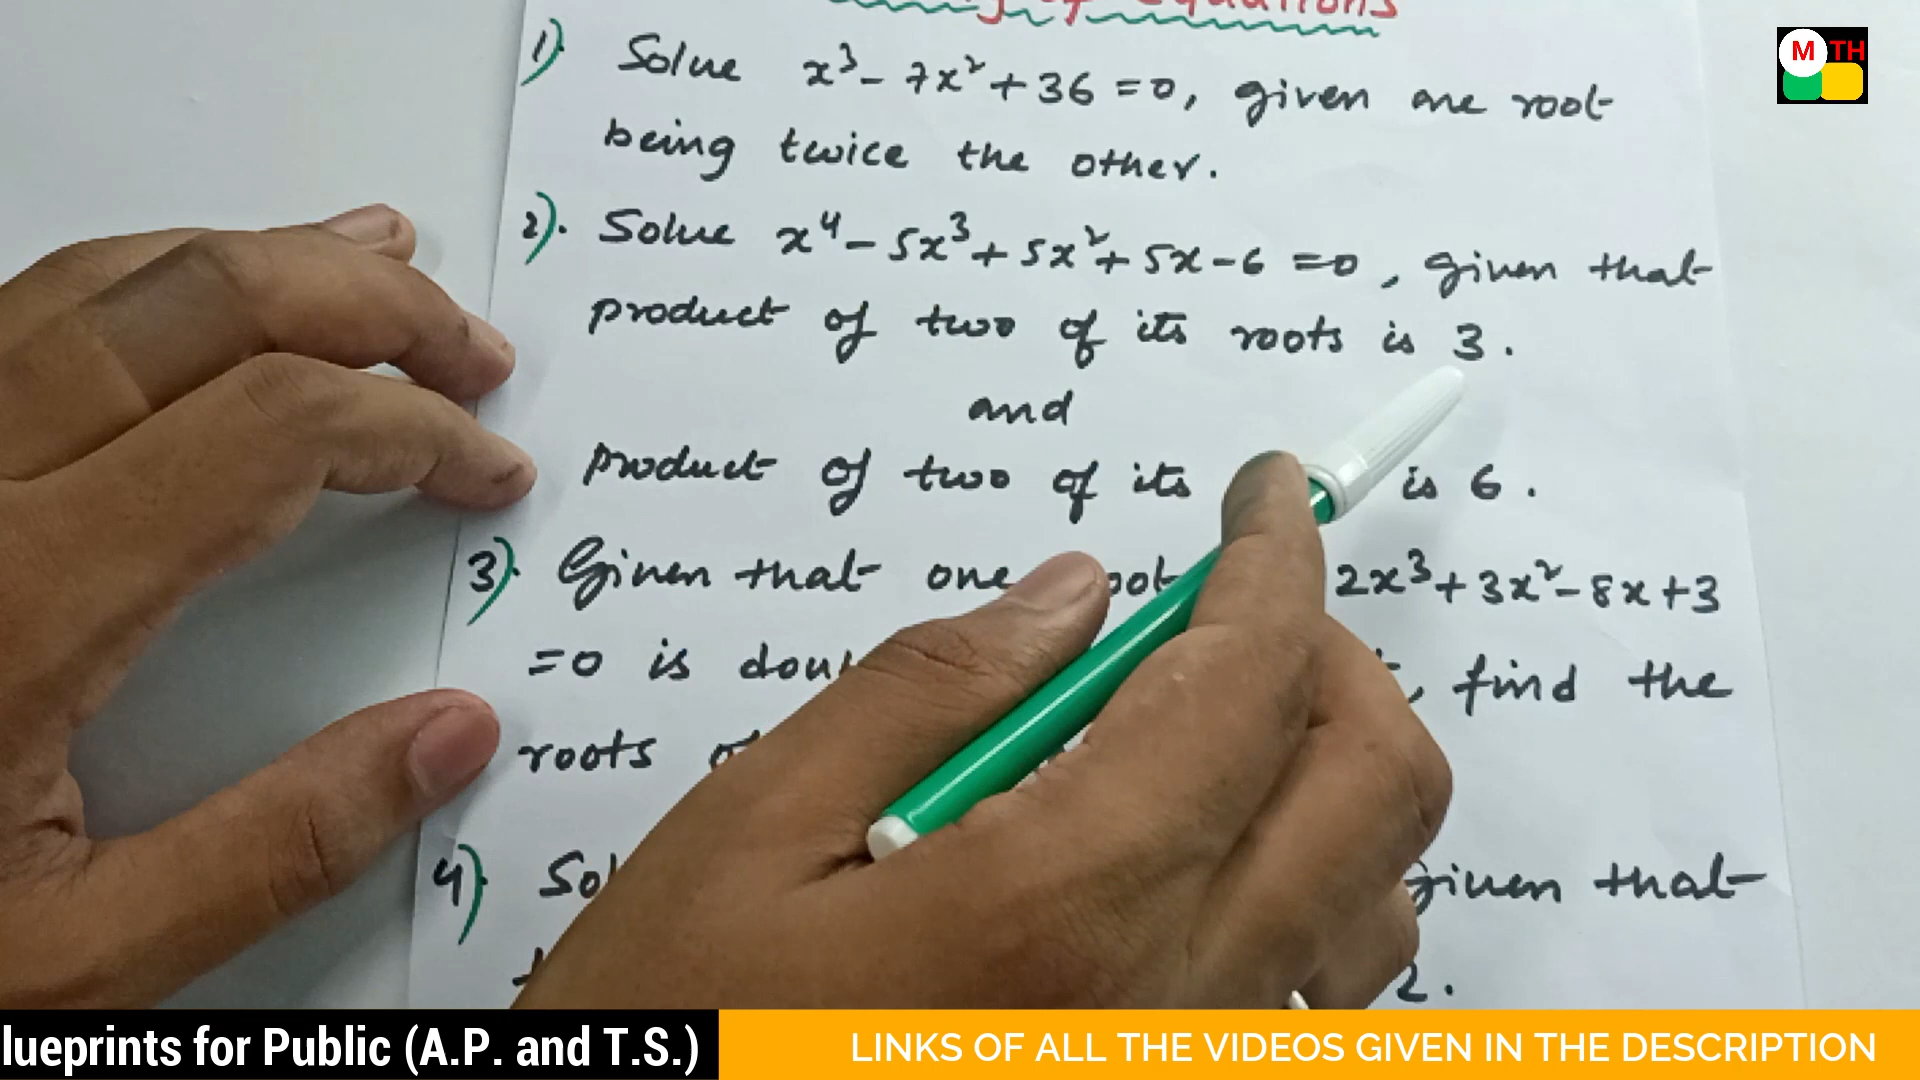 Equations
M TH
1). Solve x³ - 7x² + 36 = 0, given one root
being twice the other.
2). Solve x⁴ - 5x³ + 5x² + 5x - 6 = 0, given that
product of two of its roots is 3.
and
product of two of its is 6.
3). Given that one root 2x³ + 3x² - 8x + 3
= 0 is find the
roots
4). given that
2.
lueprints for Public (A.P. and T.S.)
LINKS OF ALL THE VIDEOS GIVEN IN THE DESCRIPTION